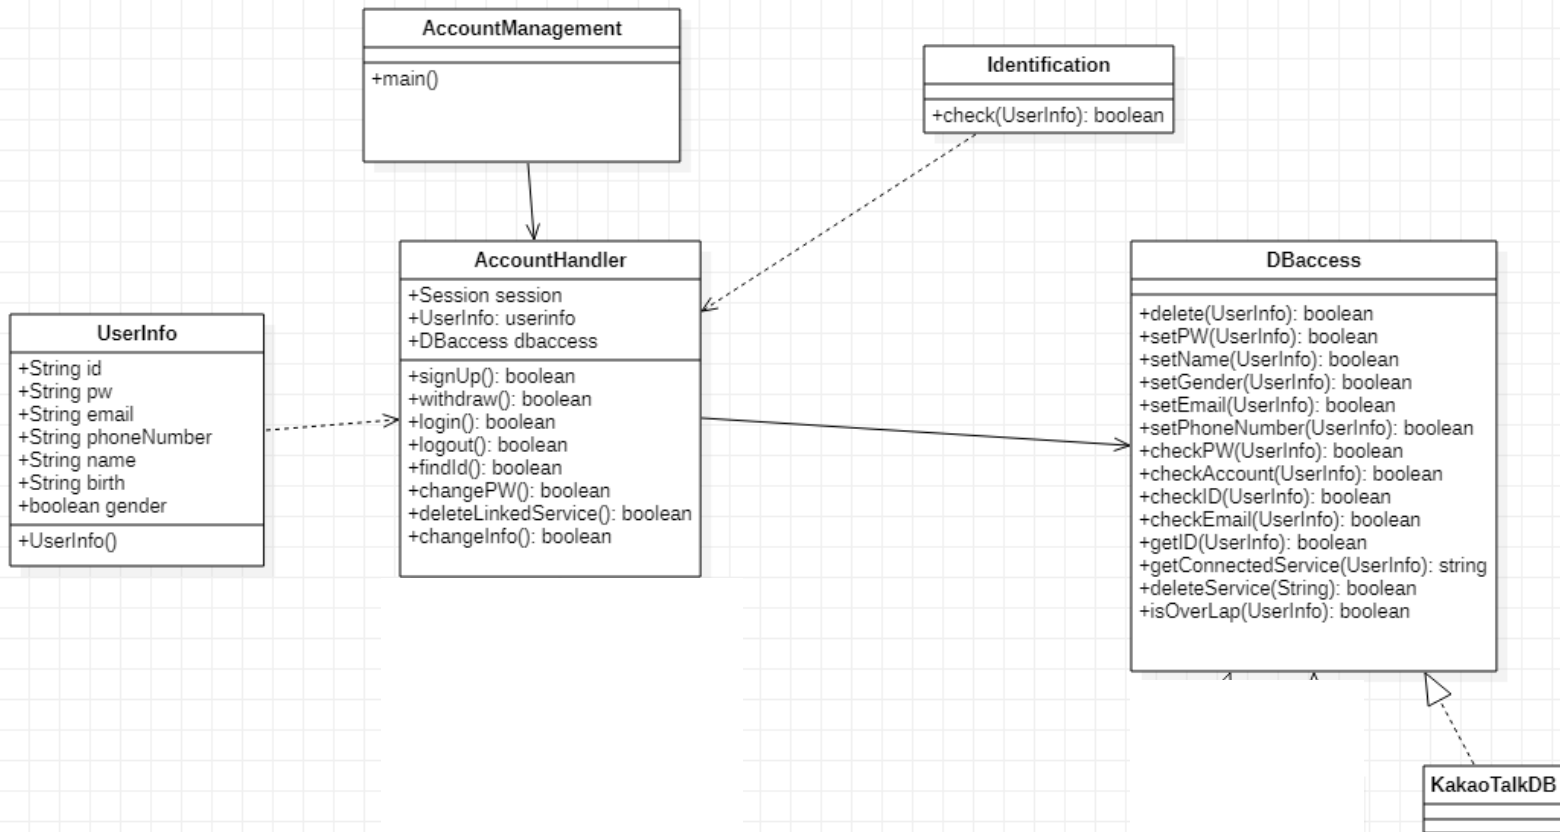 AccountManagement
+main()
Identification
+check(UserInfo): boolean
AccountHandler
+Session session
+UserInfo: userinfo
+DBaccess dbaccess
+signUp(): boolean
+withdraw(): boolean
+login(): boolean
+logout(): boolean
+findId(): boolean
+changePW(): boolean
+deleteLinkedService(): boolean
+changeInfo(): boolean
DBaccess
+delete(UserInfo): boolean
+setPW(UserInfo): boolean
+setName(UserInfo): boolean
+setGender(UserInfo): boolean
+setEmail(UserInfo): boolean
+setPhoneNumber(UserInfo): boolean
+checkPW(UserInfo): boolean
+checkAccount(UserInfo): boolean
+checkID(UserInfo): boolean
+checkEmail(UserInfo): boolean
+getID(UserInfo): boolean
+getConnectedService(UserInfo): string
+deleteService(String): boolean
+isOverLap(UserInfo): boolean
UserInfo
+String id
+String pw
+String email
+String phoneNumber
+String name
+String birth
+boolean gender
+UserInfo()
KakaoTalkDB